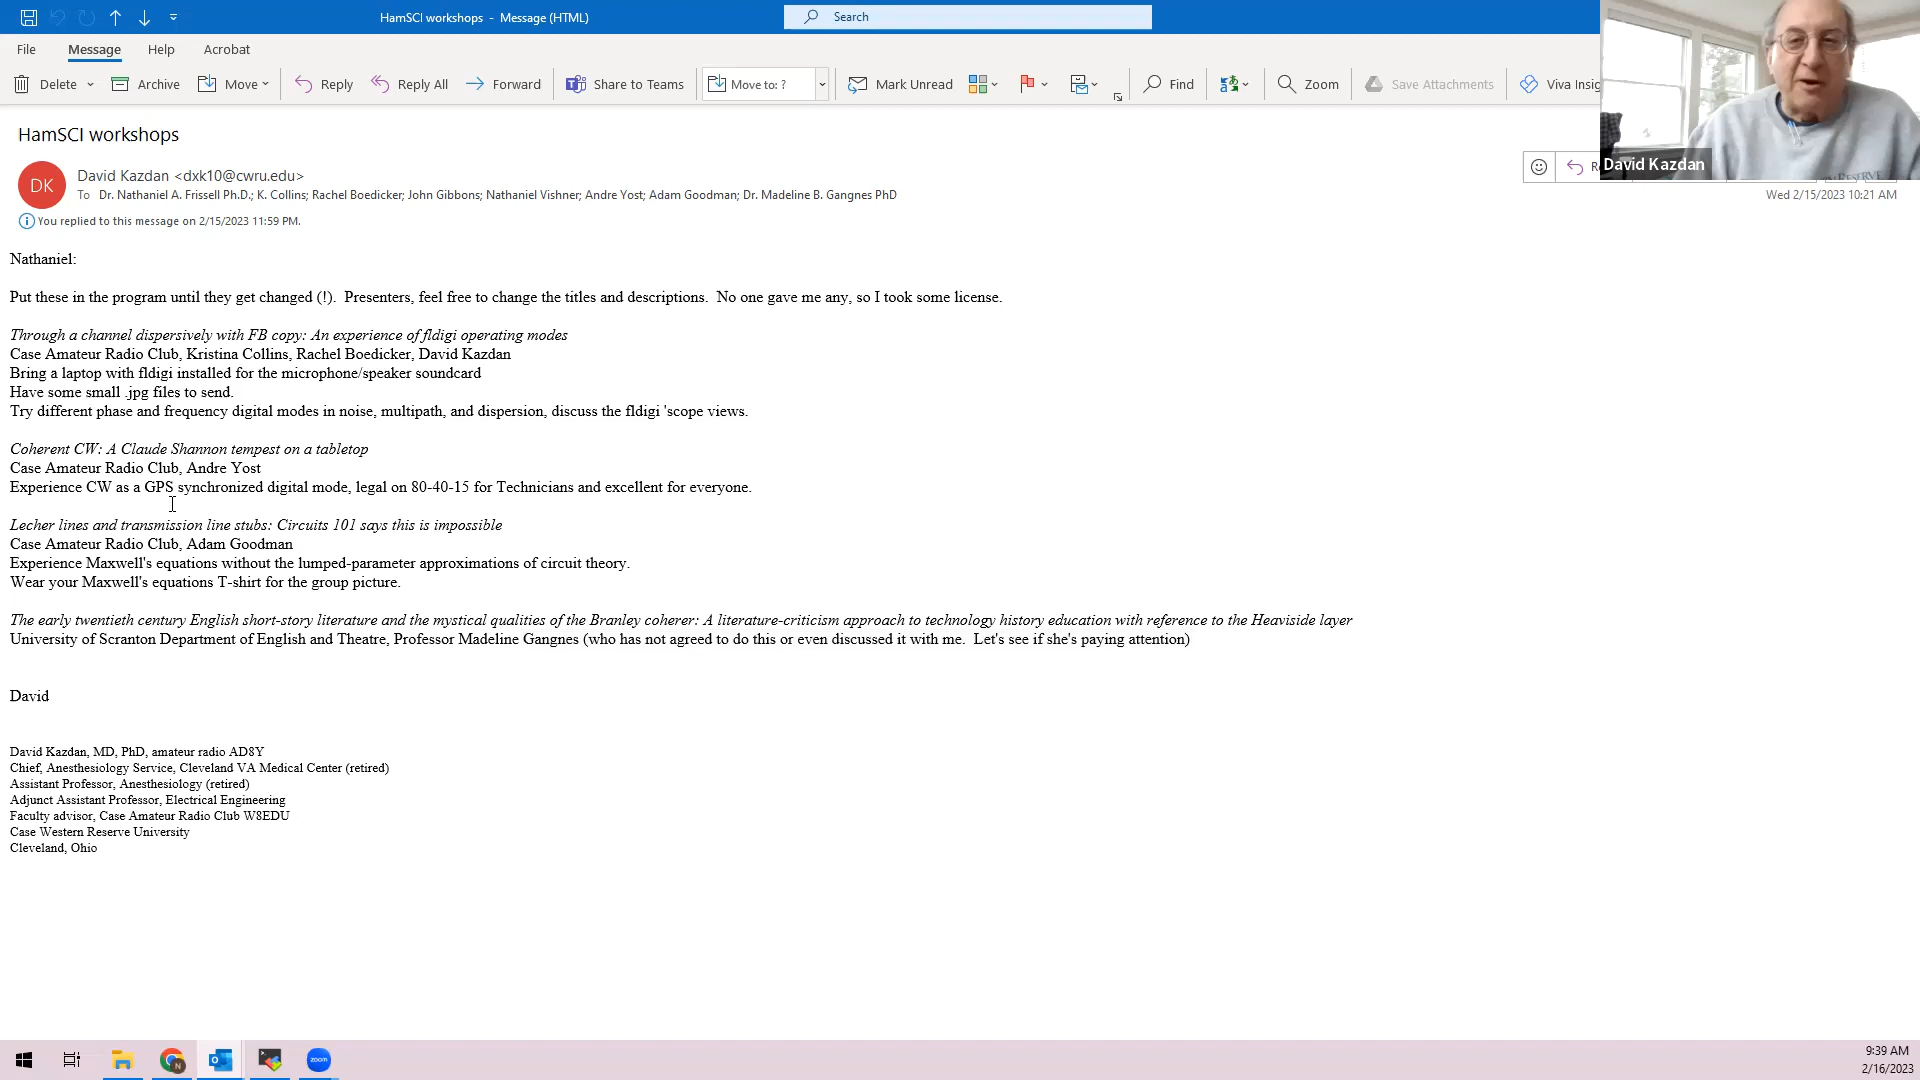 HamSCI workshops - Message (HTML)
Search
File Message Help Acrobat
Delete Archive Move Reply Reply All Forward Share to Teams Move to: ? Mark Unread Find Zoom Save Attachments Viva Insig
HamSCI workshops
David Kazdan
DK
David Kazdan <dxk10@cwru.edu>
To Dr. Nathaniel A. Frissell Ph.D.; K. Collins; Rachel Boedicker; John Gibbons; Nathaniel Vishner; Andre Yost; Adam Goodman; Dr. Madeline B. Gangnes PhD
Wed 2/15/2023 10:21 AM
You replied to this message on 2/15/2023 11:59 PM.
Nathaniel:
Put these in the program until they get changed (!). Presenters, feel free to change the titles and descriptions. No one gave me any, so I took some license.
Through a channel dispersively with FB copy: An experience of fldigi operating modes
Case Amateur Radio Club, Kristina Collins, Rachel Boedicker, David Kazdan
Bring a laptop with fldigi installed for the microphone/speaker soundcard
Have some small .jpg files to send.
Try different phase and frequency digital modes in noise, multipath, and dispersion, discuss the fldigi 'scope views.
Coherent CW: A Claude Shannon tempest on a tabletop
Case Amateur Radio Club, Andre Yost
Experience CW as a GPS synchronized digital mode, legal on 80-40-15 for Technicians and excellent for everyone.
Lecher lines and transmission line stubs: Circuits 101 says this is impossible
Case Amateur Radio Club, Adam Goodman
Experience Maxwell's equations without the lumped-parameter approximations of circuit theory.
Wear your Maxwell's equations T-shirt for the group picture.
The early twentieth century English short-story literature and the mystical qualities of the Branley coherer: A literature-criticism approach to technology history education with reference to the Heaviside layer
University of Scranton Department of English and Theatre, Professor Madeline Gangnes (who has not agreed to do this or even discussed it with me. Let's see if she's paying attention)
David
David Kazdan, MD, PhD, amateur radio AD8Y
Chief, Anesthesiology Service, Cleveland VA Medical Center (retired)
Assistant Professor, Anesthesiology (retired)
Adjunct Assistant Professor, Electrical Engineering
Faculty advisor, Case Amateur Radio Club W8EDU
Case Western Reserve University
Cleveland, Ohio
zoom
9:39 AM
2/16/2023